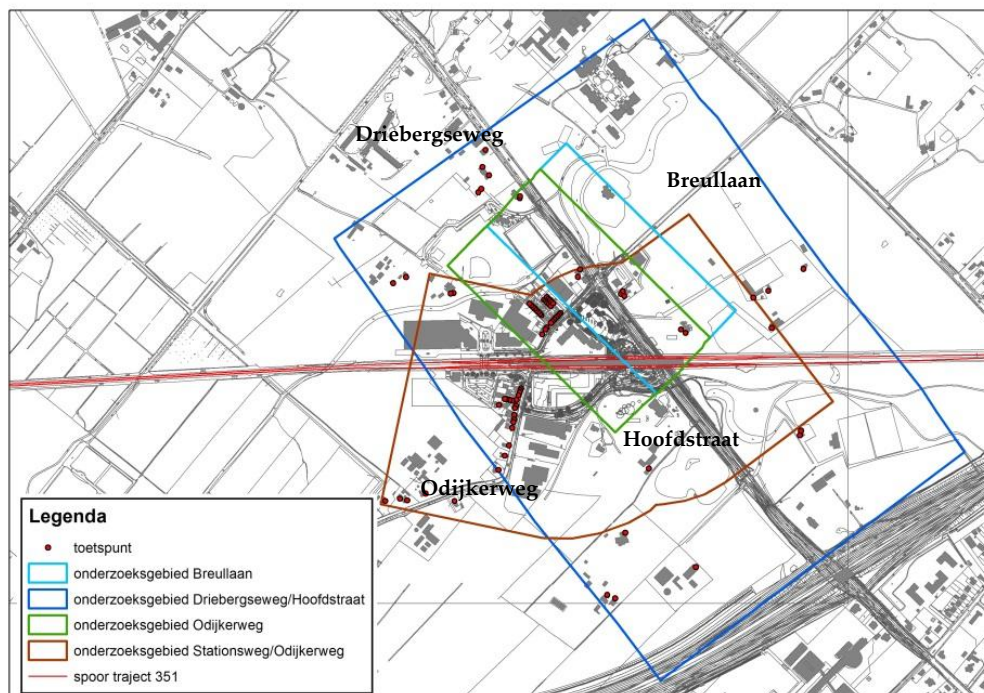 Driebergseweg
Breullaan
Hoofdstraat
Odijkerweg
Legenda
toetspunt
onderzoeksgebied Breullaan
onderzoeksgebied Driebergseweg/Hoofdstraat
onderzoeksgebied Odijkerweg
onderzoeksgebied Stationsweg/Odijkerweg
spoor traject 351